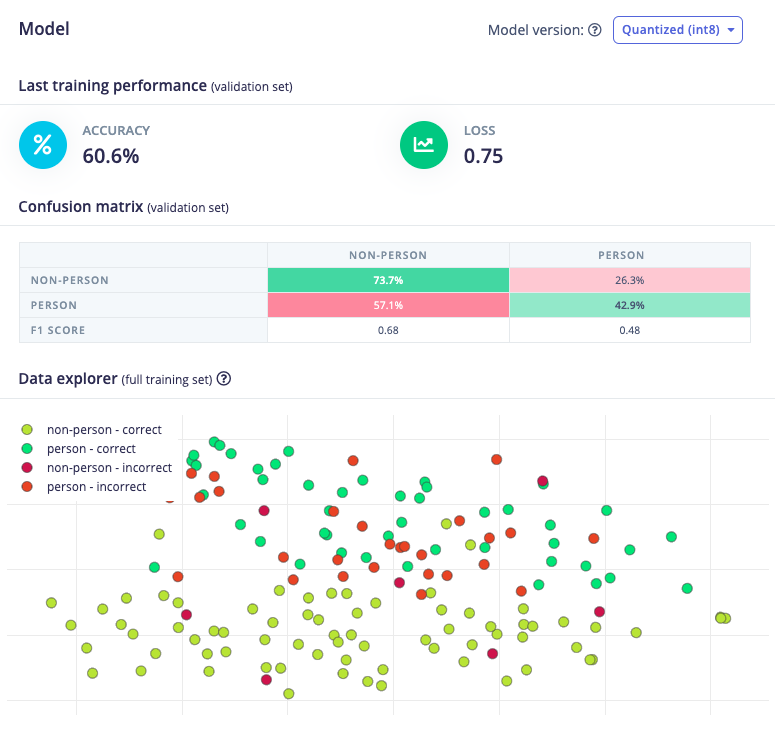 Model
Model version: ? Quantized (int8)
Last training performance (validation set)
% ACCURACY
60.6%
LOSS
0.75
Confusion matrix (validation set)
NON-PERSON PERSON
NON-PERSON 73.7% 26.3%
PERSON 57.1% 42.9%
F1 SCORE 0.68 0.48
Data explorer (full training set) ?
non-person - correct
person - correct
non-person - incorrect
person - incorrect